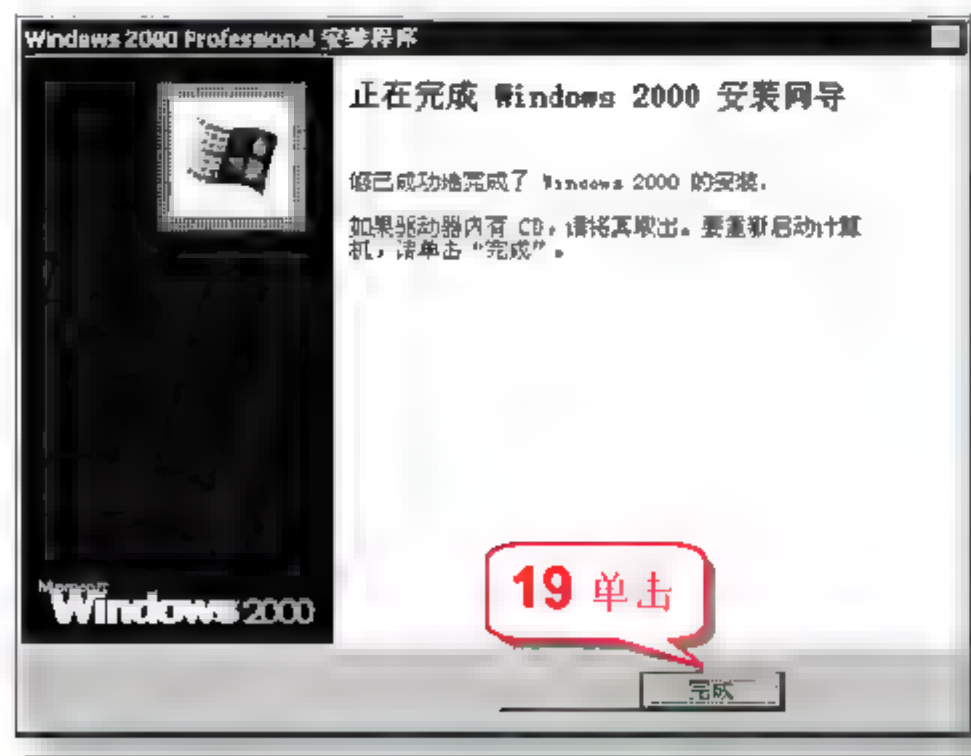 Windows 2000 Professional 安装程序
正在完成 Windows 2000 安装向导
您已成功地完成了 Windows 2000 的安装。
如果驱动器内有 CD，请将其取出。要重新启动计算
机，请单击“完成”。
Microsoft
Windows 2000
19 单击
完成